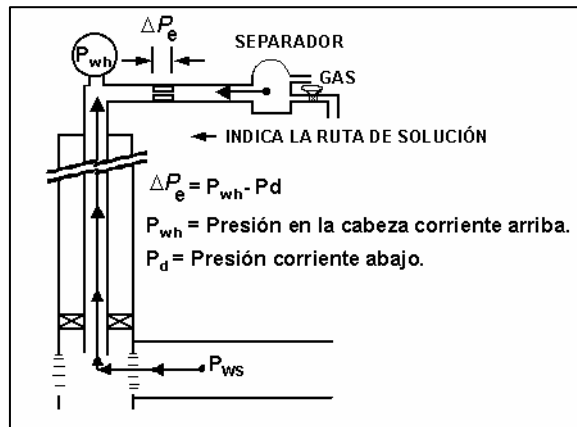 ΔPe
SEPARADOR
Pwh
GAS
INDICA LA RUTA DE SOLUCIÓN
ΔPe = Pwh - Pd
Pwh = Presión en la cabeza corriente arriba.
Pd = Presión corriente abajo.
Pws